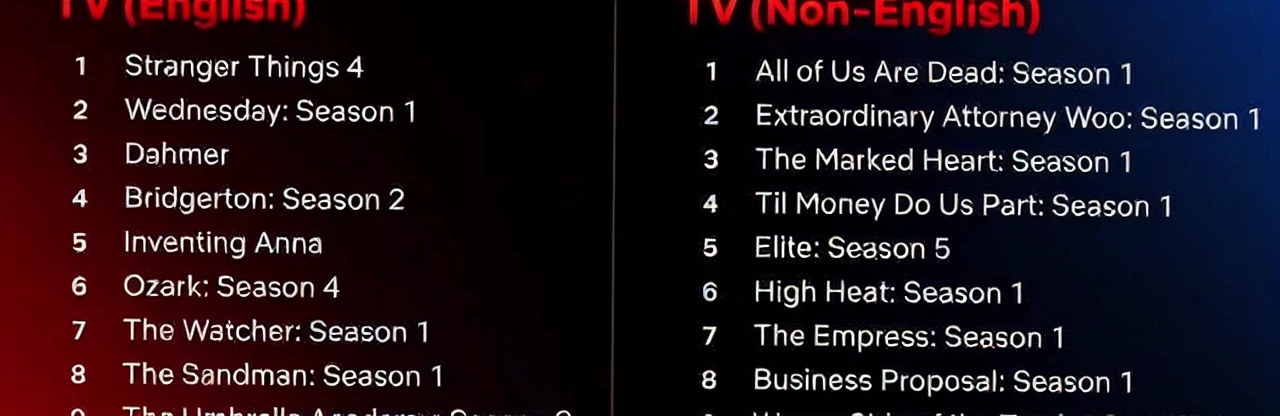 TV (English)
1 Stranger Things 4
2 Wednesday: Season 1
3 Dahmer
4 Bridgerton: Season 2
5 Inventing Anna
6 Ozark: Season 4
7 The Watcher: Season 1
8 The Sandman: Season 1
TV (Non-English)
1 All of Us Are Dead: Season 1
2 Extraordinary Attorney Woo: Season 1
3 The Marked Heart: Season 1
4 Til Money Do Us Part: Season 1
5 Elite: Season 5
6 High Heat: Season 1
7 The Empress: Season 1
8 Business Proposal: Season 1